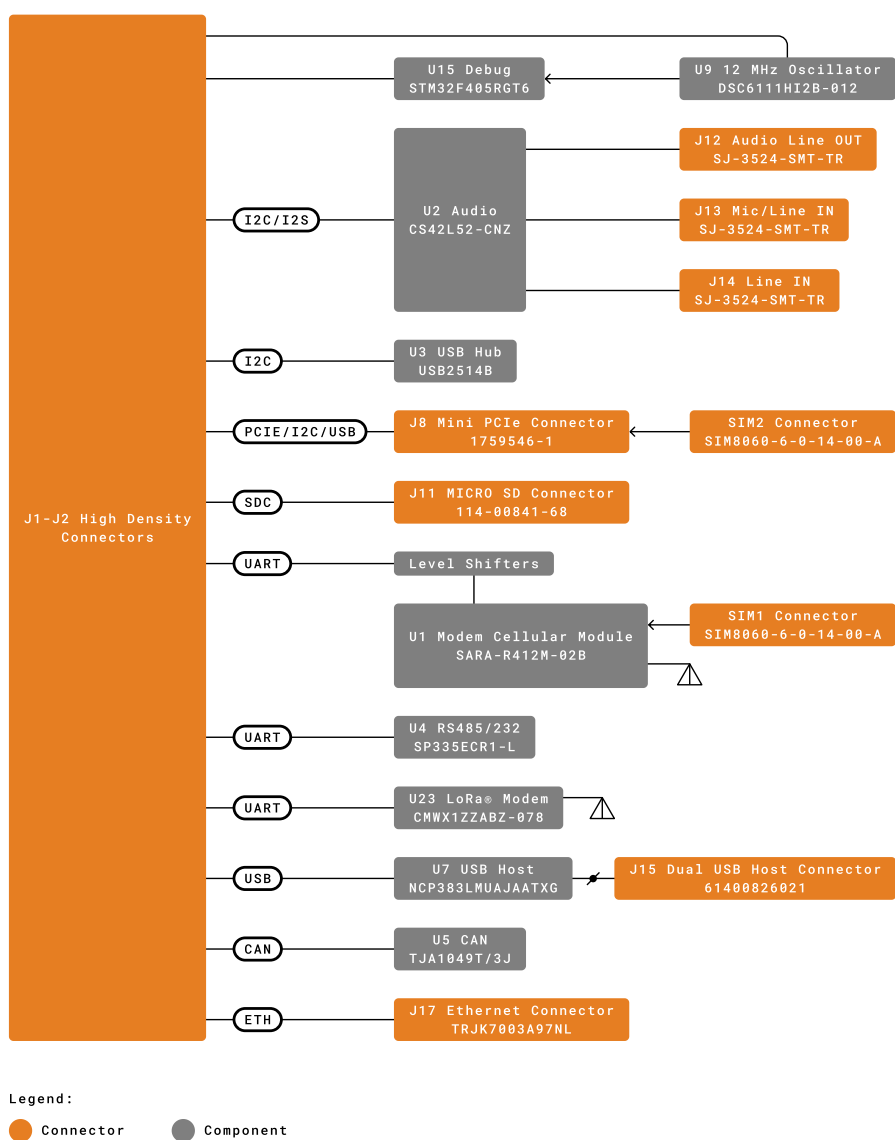 U15 Debug
STM32F405RGT6
U9 12 MHz Oscillator
DSC6111HI2B-012
J12 Audio Line OUT
SJ-3524-SMT-TR
I2C/I2S
U2 Audio
CS42L52-CNZ
J13 Mic/Line IN
SJ-3524-SMT-TR
J14 Line IN
SJ-3524-SMT-TR
I2C
U3 USB Hub
USB2514B
PCIE/I2C/USB
J8 Mini PCIe Connector
1759546-1
SIM2 Connector
SIM8060-6-0-14-00-A
SDC
J11 MICRO SD Connector
114-00841-68
J1-J2 High Density
Connectors
UART
Level Shifters
U1 Modem Cellular Module
SARA-R412M-02B
SIM1 Connector
SIM8060-6-0-14-00-A
UART
U4 RS485/232
SP335ECR1-L
UART
U23 LoRa® Modem
CMWX1ZZABZ-078
USB
U7 USB Host
NCP383LMUAJAATXG
J15 Dual USB Host Connector
61400826021
CAN
U5 CAN
TJA1049T/3J
ETH
J17 Ethernet Connector
TRJK7003A97NL
Legend:
Connector
Component